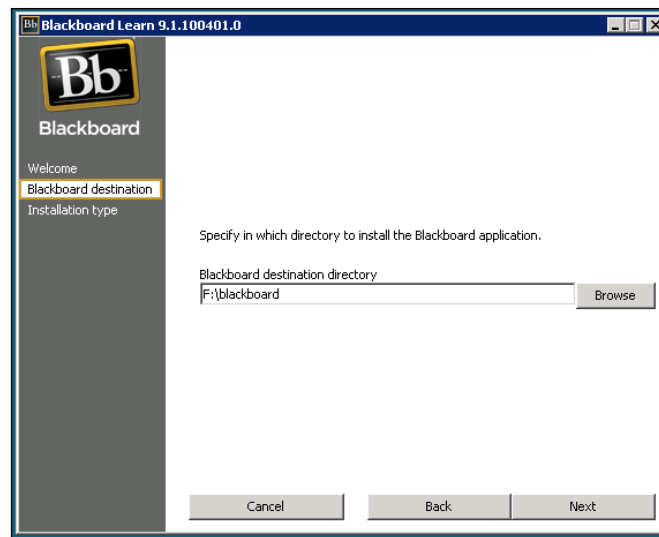 Bb Blackboard Learn 9.1.100401.0
Bb
Blackboard
Welcome
Blackboard destination
Installation type
Specify in which directory to install the Blackboard application.
Blackboard destination directory
F:\blackboard
Browse
Cancel
Back
Next